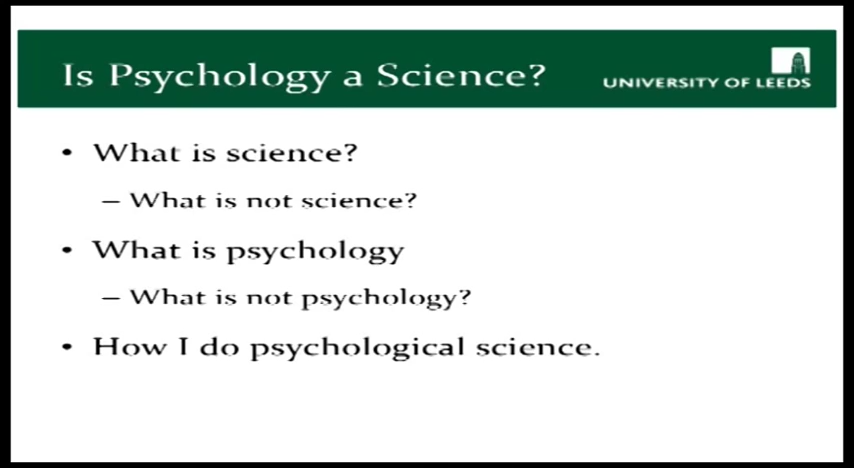 Is Psychology a Science?
UNIVERSITY OF LEEDS
• What is science?
– What is not science?
• What is psychology
– What is not psychology?
• How I do psychological science.